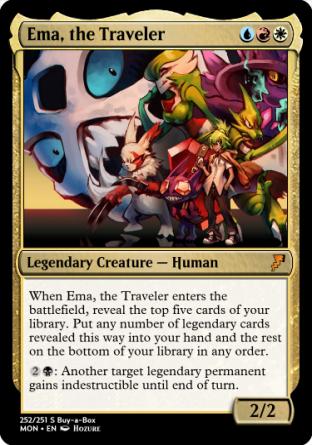 Ema, the Traveler
Legendary Creature — Human
When Ema, the Traveler enters the
battlefield, reveal the top five cards of your
library. Put any number of legendary cards
revealed this way into your hand and the rest
on the bottom of your library in any order.
2: Another target legendary permanent
gains indestructible until end of turn.
2/2
252/251 S Buy-a-Box
MON • EN Hozure